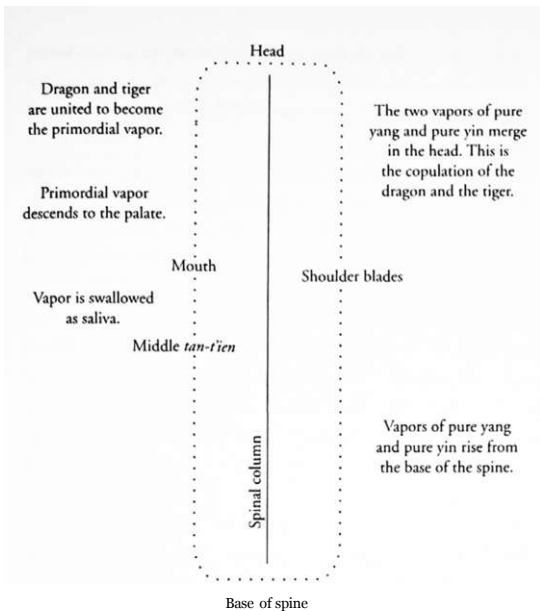 Head
Dragon and tiger
are united to become
the primordial vapor.
The two vapors of pure
yang and pure yin merge
in the head. This is
the copulation of the
dragon and the tiger.
Primordial vapor
descends to the palate.
Mouth
Shoulder blades
Vapor is swallowed
as saliva.
Middle tan-t'ien
Vapors of pure yang
and pure yin rise from
the base of the spine.
Spinal column
Base of spine